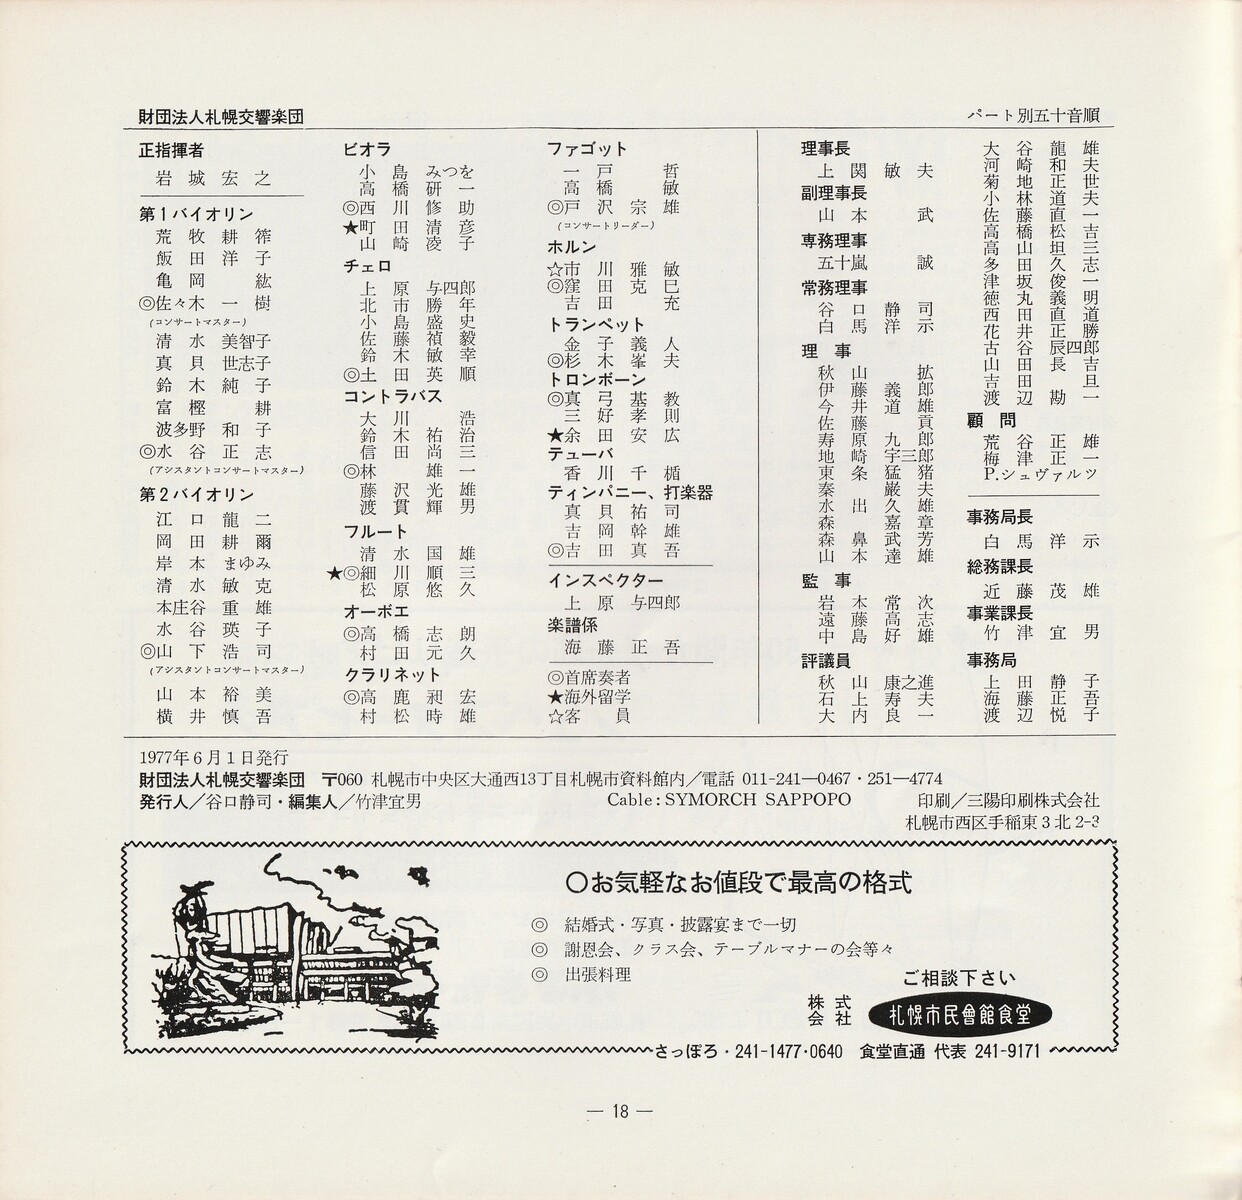 財団法人札幌交響楽団
パート別五十音順
正指揮者
岩城宏之
第1バイオリン
荒牧耕筰
飯田洋子
亀岡紘
◎佐々木一樹
(コンサートマスター)
清水美智子
真貝世志子
鈴木純子
富樫耕
波多野和子
◎水谷正志
(アシスタントコンサートマスター)
第2バイオリン
江口龍二
岡田耕爾
岸本まゆみ
清水敏克
本庄谷重雄
水谷瑛子
◎山下浩司
(アシスタントコンサートマスター)
山本裕美
横井慎吾
ビオラ
小島みつを
高橋研一
◎西川修助
★町田清彦
山崎凌子
チェロ
上原与四郎
北市勝年
小島盛史
佐藤禎毅
鈴木敏幸
◎土田英順
コントラバス
大川浩
鈴木祐治
信田尚三
◎林雄一
藤沢光雄
渡貫輝男
フルート
清水国雄
★◎細川順三
松原悠久
オーボエ
◎高橋志朗
村田元久
クラリネット
◎高鹿昶宏
村松時雄
ファゴット
一戸哲
高橋敏
◎戸沢宗雄
(コンサートリーダー)
ホルン
☆市川雅敏
◎窪田克巳
吉田充
トランペット
金子義人
◎杉木峯夫
トロンボーン
◎真弓基教
三好孝則
★余田安広
テューバ
香川千楯
ティンパニー、打楽器
真貝祐司
吉岡幹雄
◎吉田真吾
インスペクター
上原与四郎
楽譜係
海藤正吾
◎首席奏者
★海外留学
☆客員
理事長
上関敏夫
副理事長
山本武
専務理事
五十嵐誠
常務理事
谷口静司
白馬洋示
理事
秋山拡
伊藤義郎
今井道雄
佐藤貢
寿原九郎
地崎宇三郎
東条猛猪
秦巌夫
水出久雄
森嘉章
森鼻武芳
山本達雄
監事
岩木常次
遠藤高志
中島好雄
評議員
秋山康之進
石上寿夫
大内良一
大谷龍雄
河崎和夫
菊地正世
小林道夫
佐藤直一
高橋松吉
高山坦三
多田久志
津坂俊一
徳丸義明
西田直道
花井正勝
古谷辰四郎
山田長吉
吉田旦
渡辺勘一
顧問
荒谷正雄
梅津正一
P.シュヴァルツ
事務局長
白馬洋示
総務課長
近藤茂雄
事業課長
竹津宜男
事務局
上田静子
海藤正吾
渡辺悦子
1977年6月1日発行
財団法人札幌交響楽団 〒060 札幌市中央区大通西13丁目札幌市資料館内／電話 011-241―0467・251―4774
発行人／谷口静司・編集人／竹津宜男 Cable: SYMORCH SAPPOPO 印刷／三陽印刷株式会社
札幌市西区手稲東3北2-3
○お気軽なお値段で最高の格式
◎ 結婚式・写真・披露宴まで一切
◎ 謝恩会、クラス会、テーブルマナーの会等々
◎ 出張料理
ご相談下さい
株式会社 札幌市民會館食堂
さっぽろ・241-1477・0640 食堂直通 代表 241-9171
― 18 ―